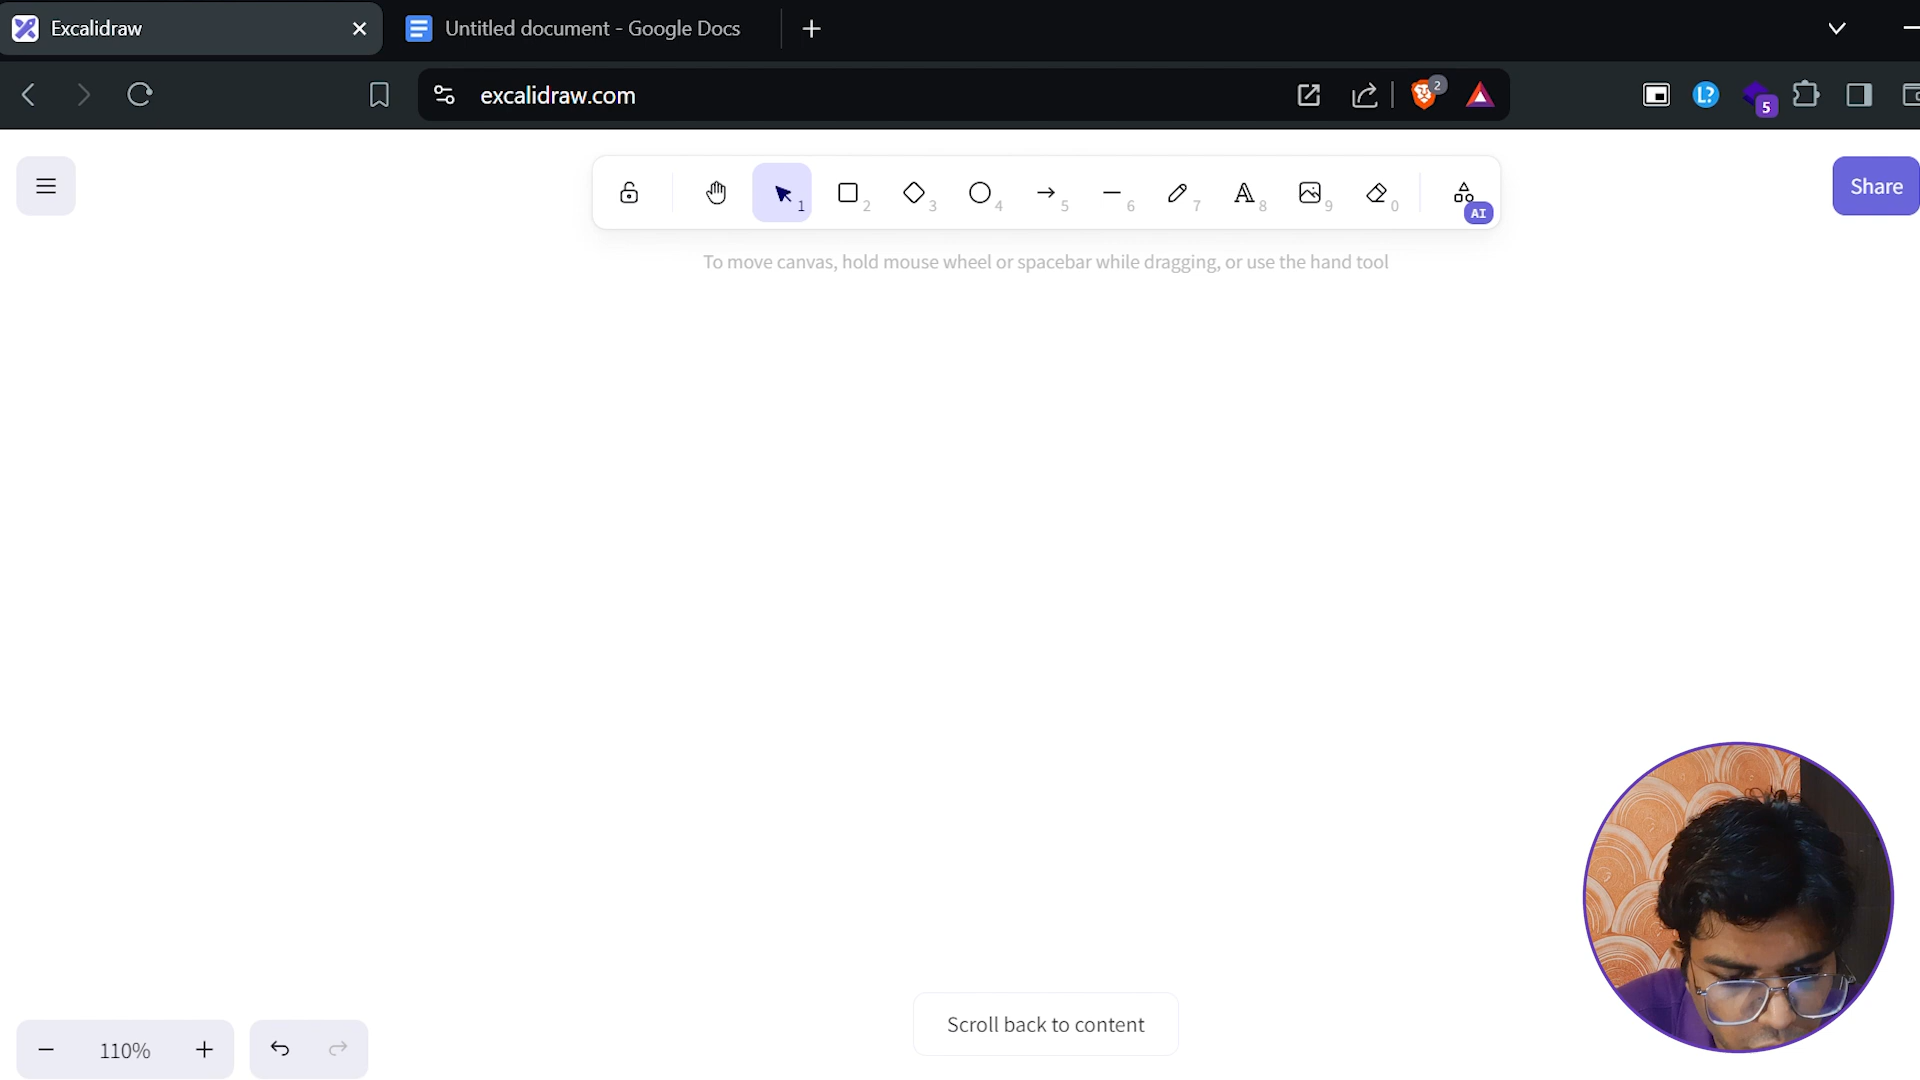 Excalidraw
Untitled document - Google Docs
excalidraw.com
2
5
1
2
3
4
5
6
7
8
9
0
AI
Share
To move canvas, hold mouse wheel or spacebar while dragging, or use the hand tool
Scroll back to content
110%